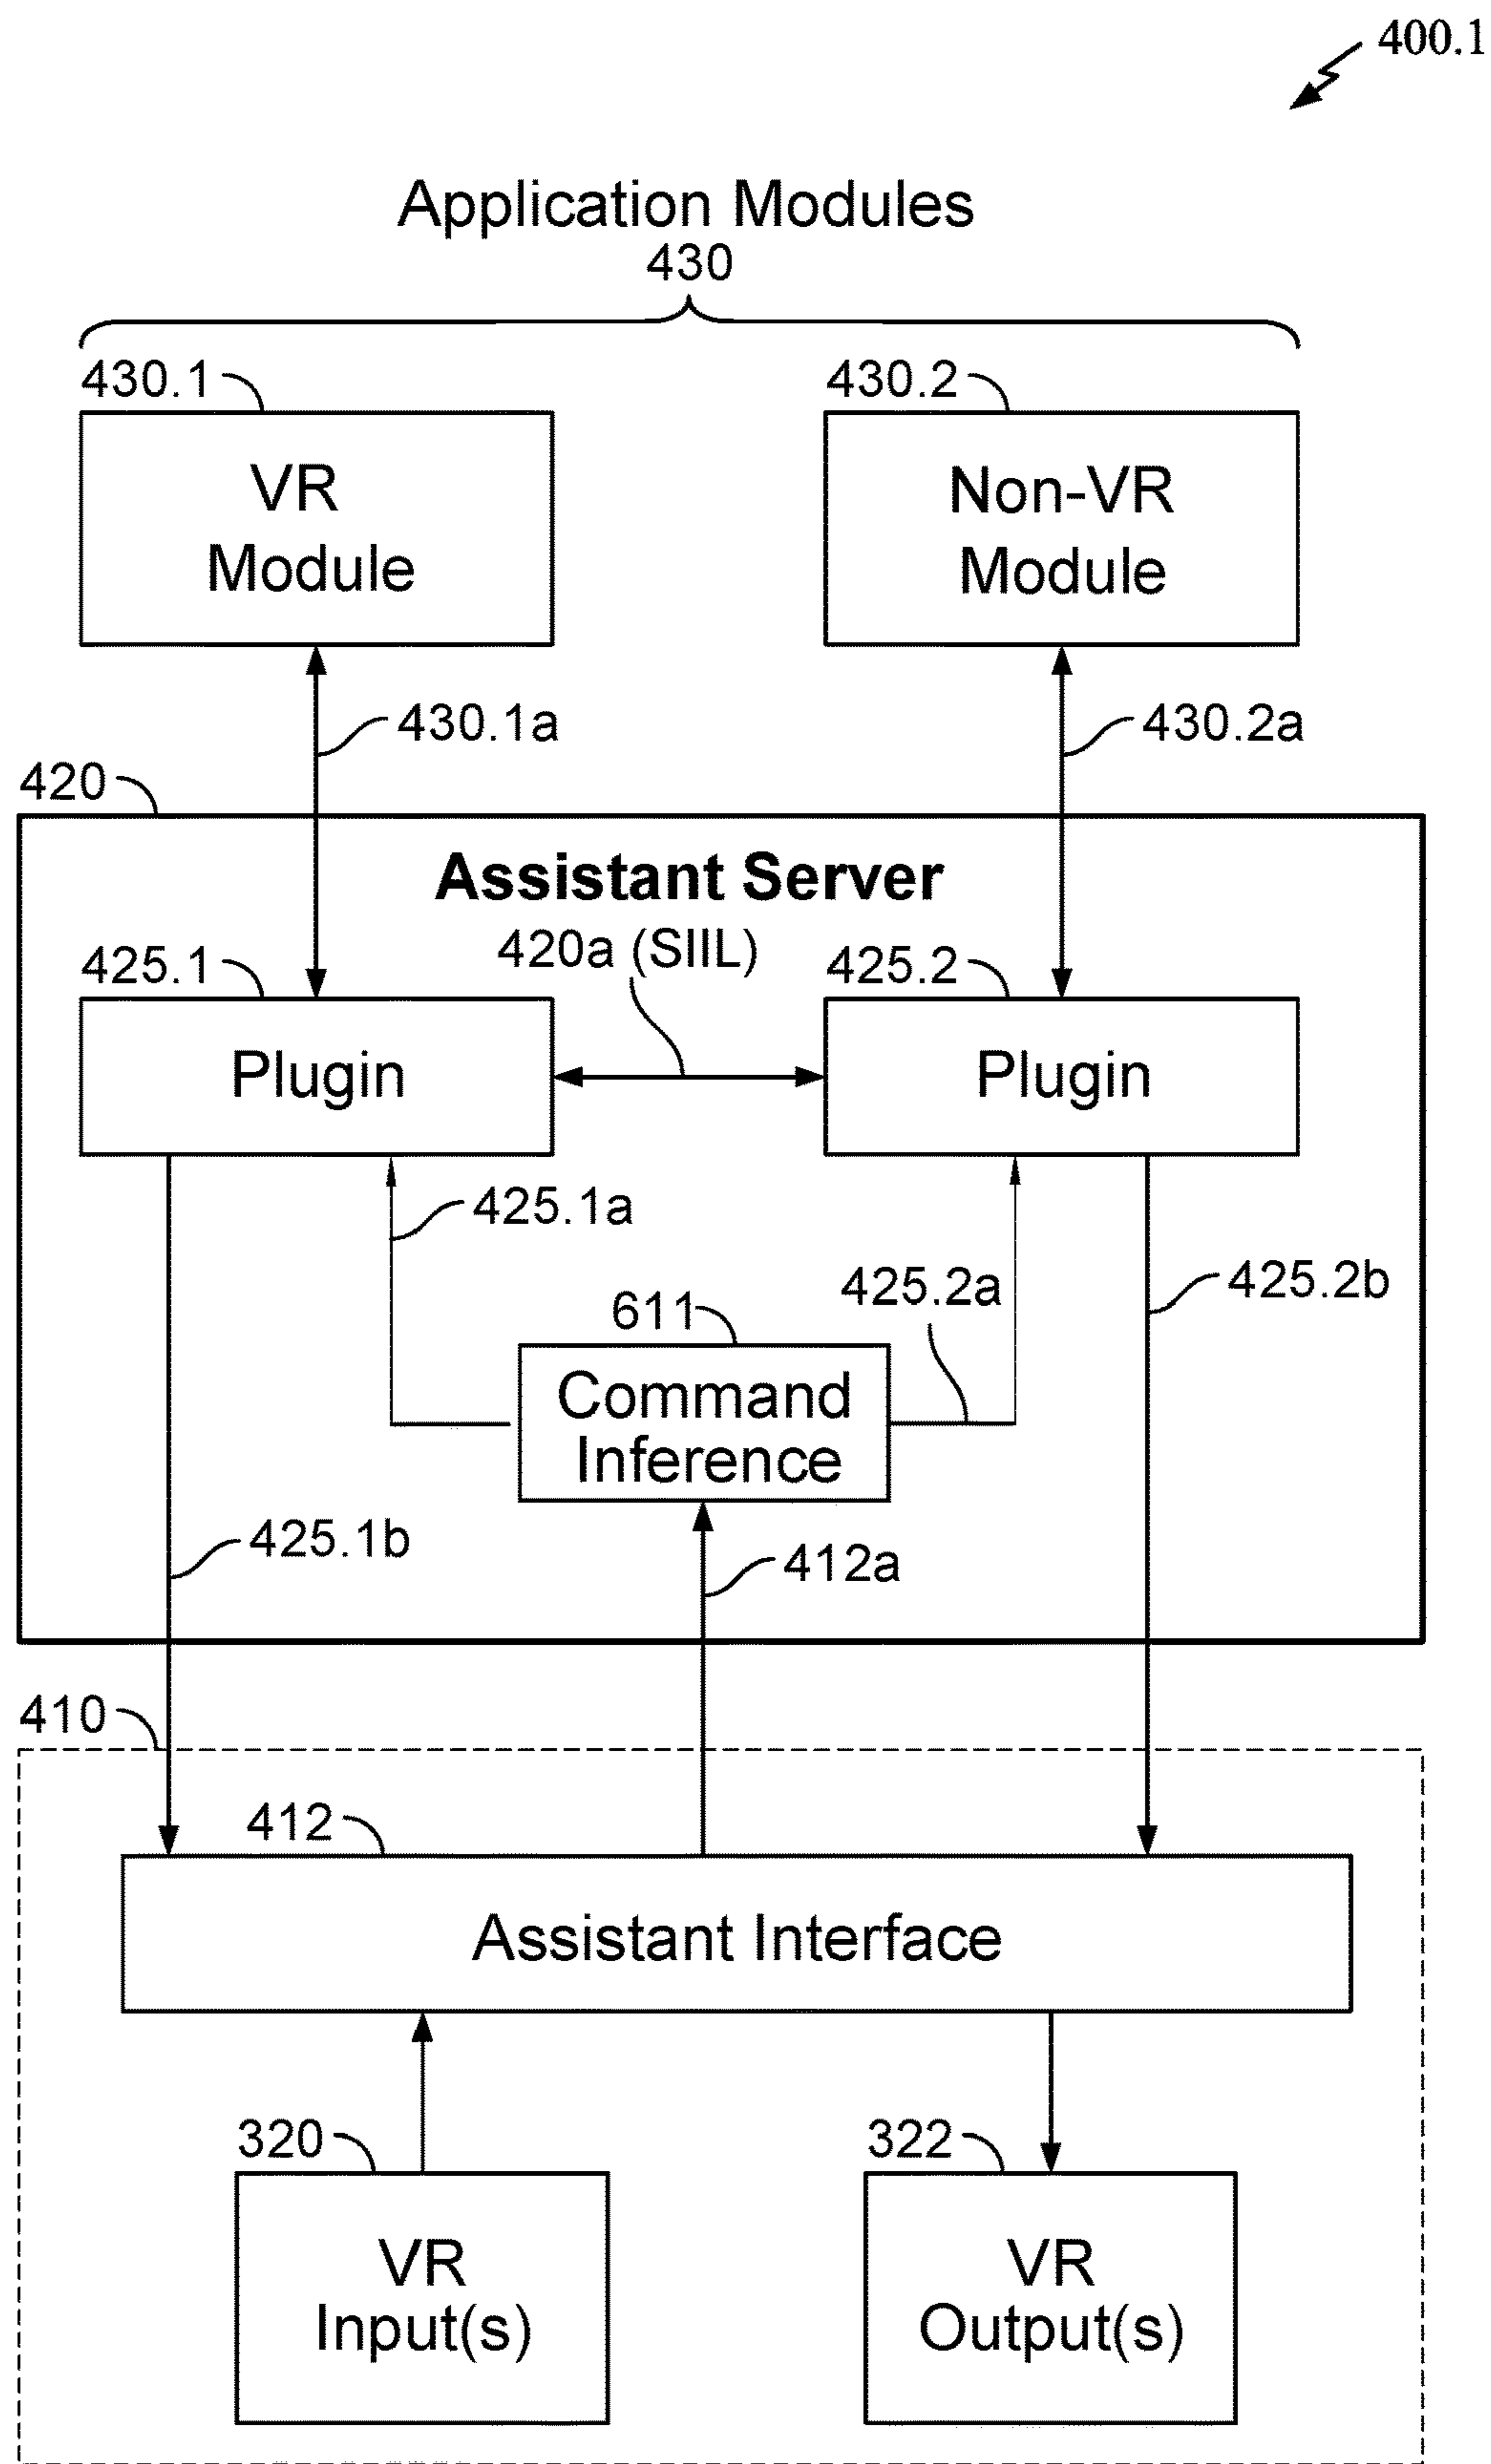 400.1
Application Modules
430
430.1
430.2
VR
Module
Non-VR
Module
430.1a
430.2a
420
Assistant Server
420a (SIIL)
425.1
425.2
Plugin
Plugin
425.1a
425.2a
425.2b
611
Command
Inference
425.1b
412a
410
412
Assistant Interface
320
322
VR
Input(s)
VR
Output(s)